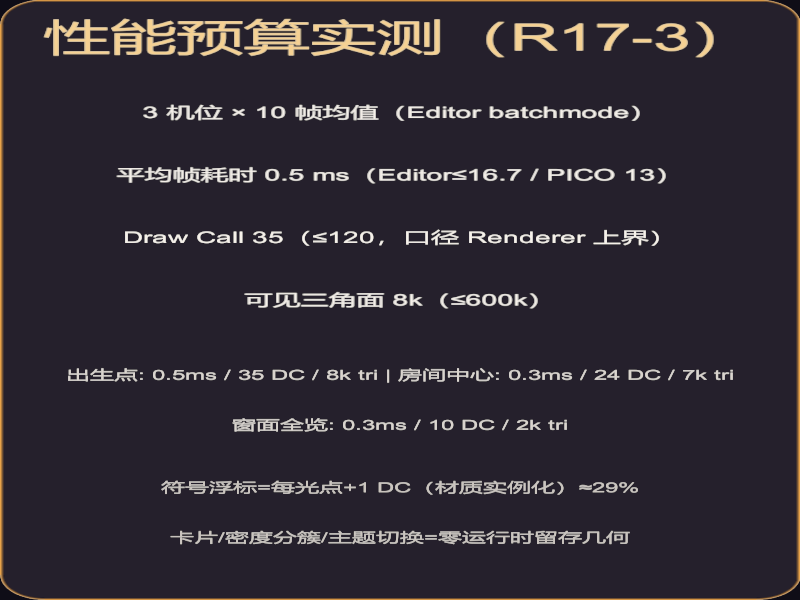 性能预算实测（R17-3）
3 机位 × 10 帧均值（Editor batchmode）
平均帧耗时 0.5 ms（Editor≤16.7 / PICO 13）
Draw Call 35（≤120，口径 Renderer 上界）
可见三角面 8k（≤600k）
出生点: 0.5ms / 35 DC / 8k tri | 房间中心: 0.3ms / 24 DC / 7k tri
窗面全览: 0.3ms / 10 DC / 2k tri
符号浮标=每光点+1 DC（材质实例化）≈29%
卡片/密度分簇/主题切换=零运行时留存几何